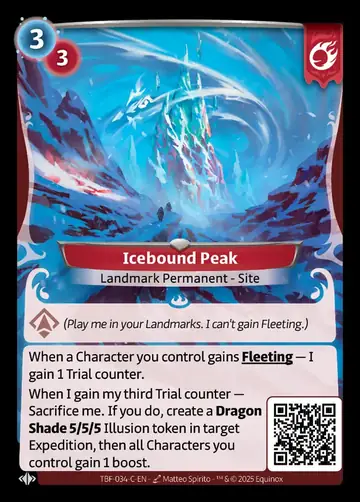 3
3
Icebound Peak
Landmark Permanent - Site
(Play me in your Landmarks. I can't gain Fleeting.)
When a Character you control gains Fleeting — I
gain 1 Trial counter.
When I gain my third Trial counter —
Sacrifice me. If you do, create a Dragon
Shade 5/5/5 Illusion token in target
Expedition, then all Characters you
control gain 1 boost.
TBF-034-C-EN - Matteo Spirito - ™ & © 2025 Equinox